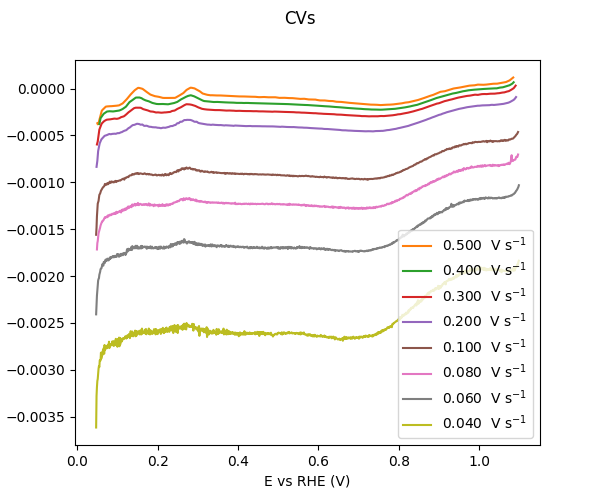 CVs
0.0000
−0.0005
−0.0010
−0.0015
−0.0020
−0.0025
−0.0030
−0.0035
0.500 V s⁻¹
0.400 V s⁻¹
0.300 V s⁻¹
0.200 V s⁻¹
0.100 V s⁻¹
0.080 V s⁻¹
0.060 V s⁻¹
0.040 V s⁻¹
0.0 0.2 0.4 0.6 0.8 1.0
E vs RHE (V)